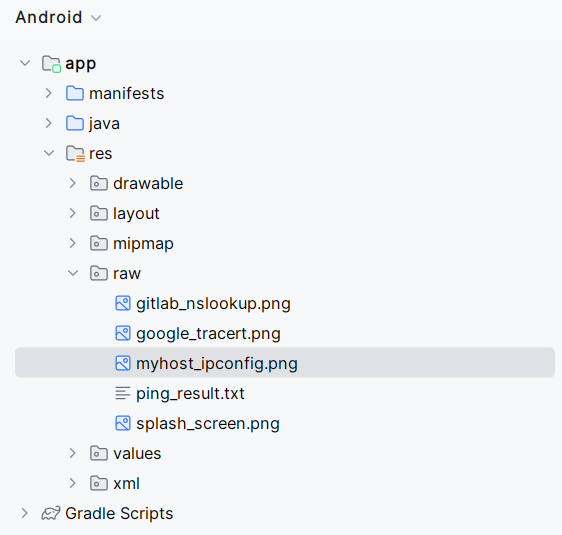 Android
app
manifests
java
res
drawable
layout
mipmap
raw
gitlab_nslookup.png
google_tracert.png
myhost_ipconfig.png
ping_result.txt
splash_screen.png
values
xml
Gradle Scripts